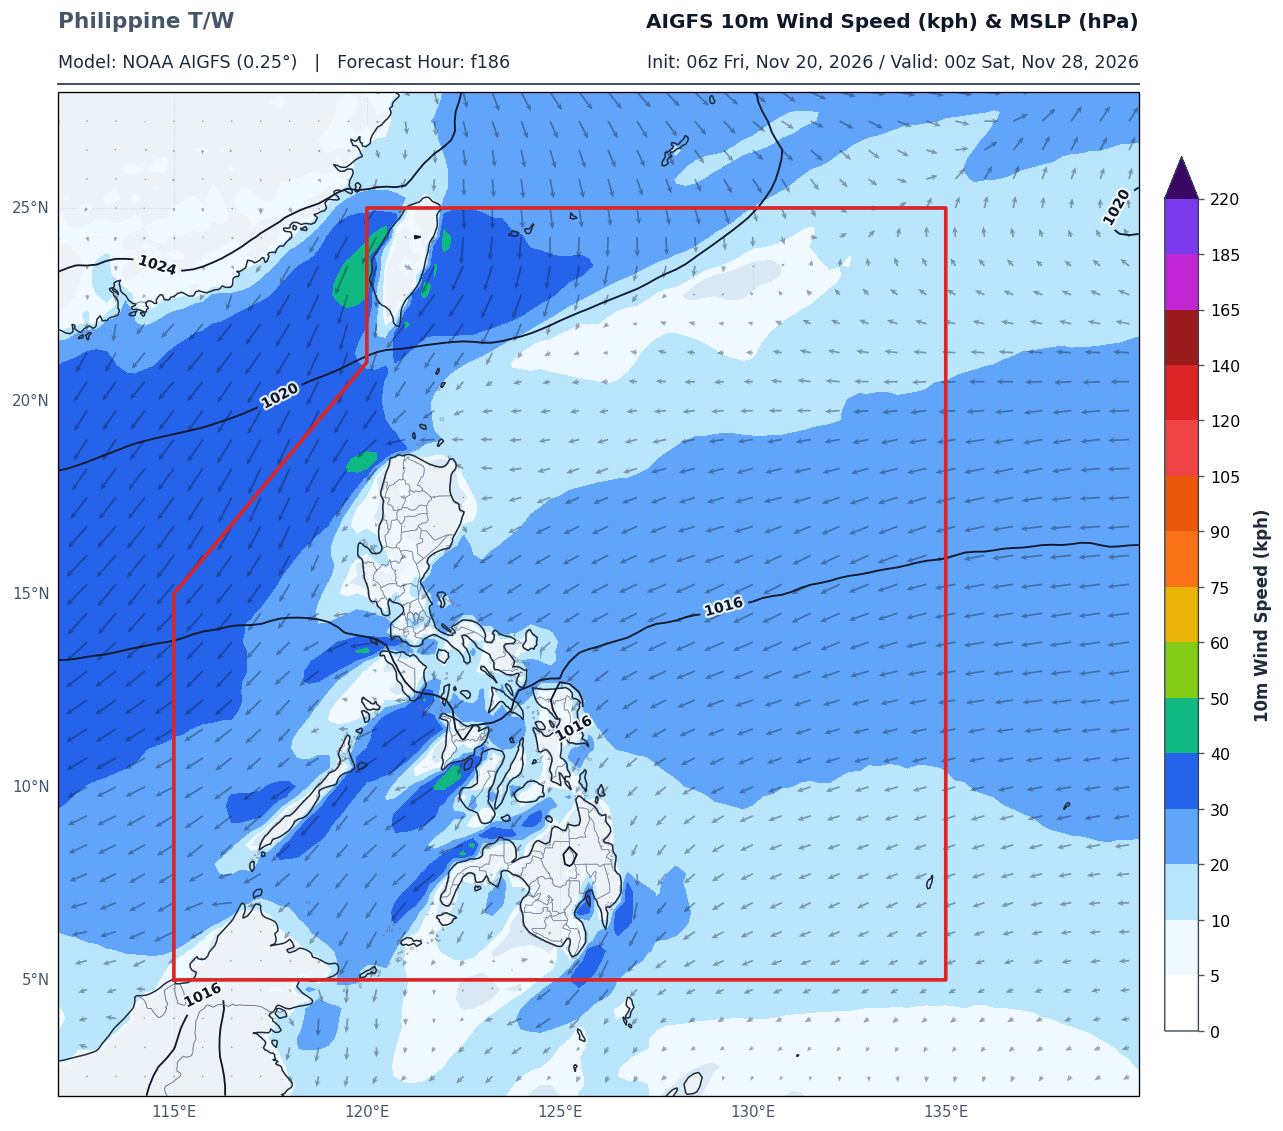 Philippine T/W
AIGFS 10m Wind Speed (kph) & MSLP (hPa)
Model: NOAA AIGFS (0.25°)   |   Forecast Hour: f186
Init: 06z Fri, Nov 20, 2026 / Valid: 00z Sat, Nov 28, 2026
25°N
20°N
15°N
10°N
5°N
115°E
120°E
125°E
130°E
135°E
1024
1020
1020
1016
1016
1016
220
185
165
140
120
105
90
75
60
50
40
30
20
10
5
0
10m Wind Speed (kph)